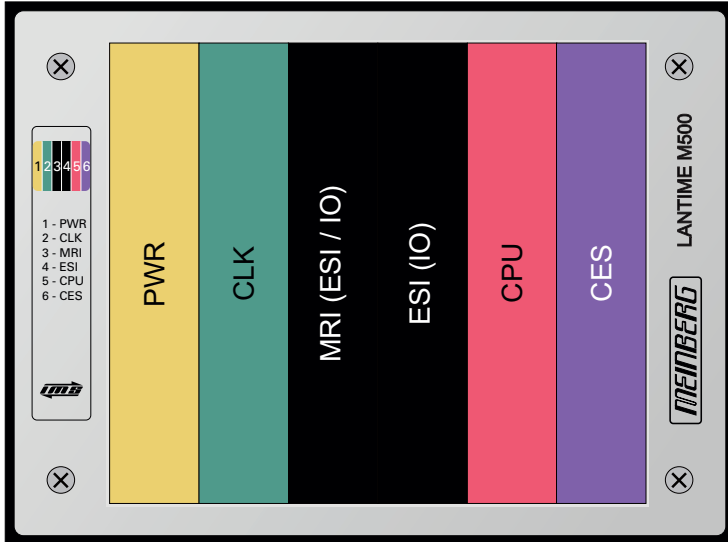 1 2 3 4 5 6
1 - PWR
2 - CLK
3 - MRI
4 - ESI
5 - CPU
6 - CES
ims
PWR
CLK
MRI (ESI / IO)
ESI (IO)
CPU
CES
LANTIME M500
MEINBERG